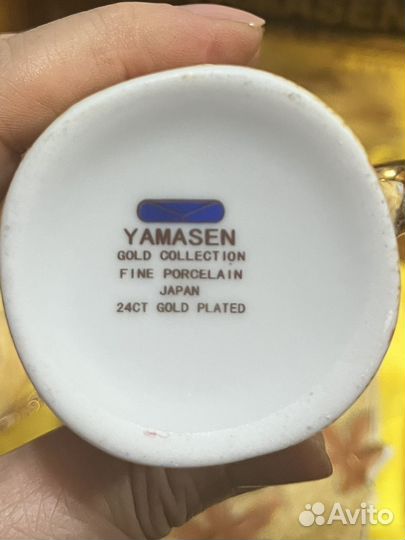 YAMASEN
GOLD COLLECTION
FINE PORCELAIN
JAPAN
24CT GOLD PLATED
Avito